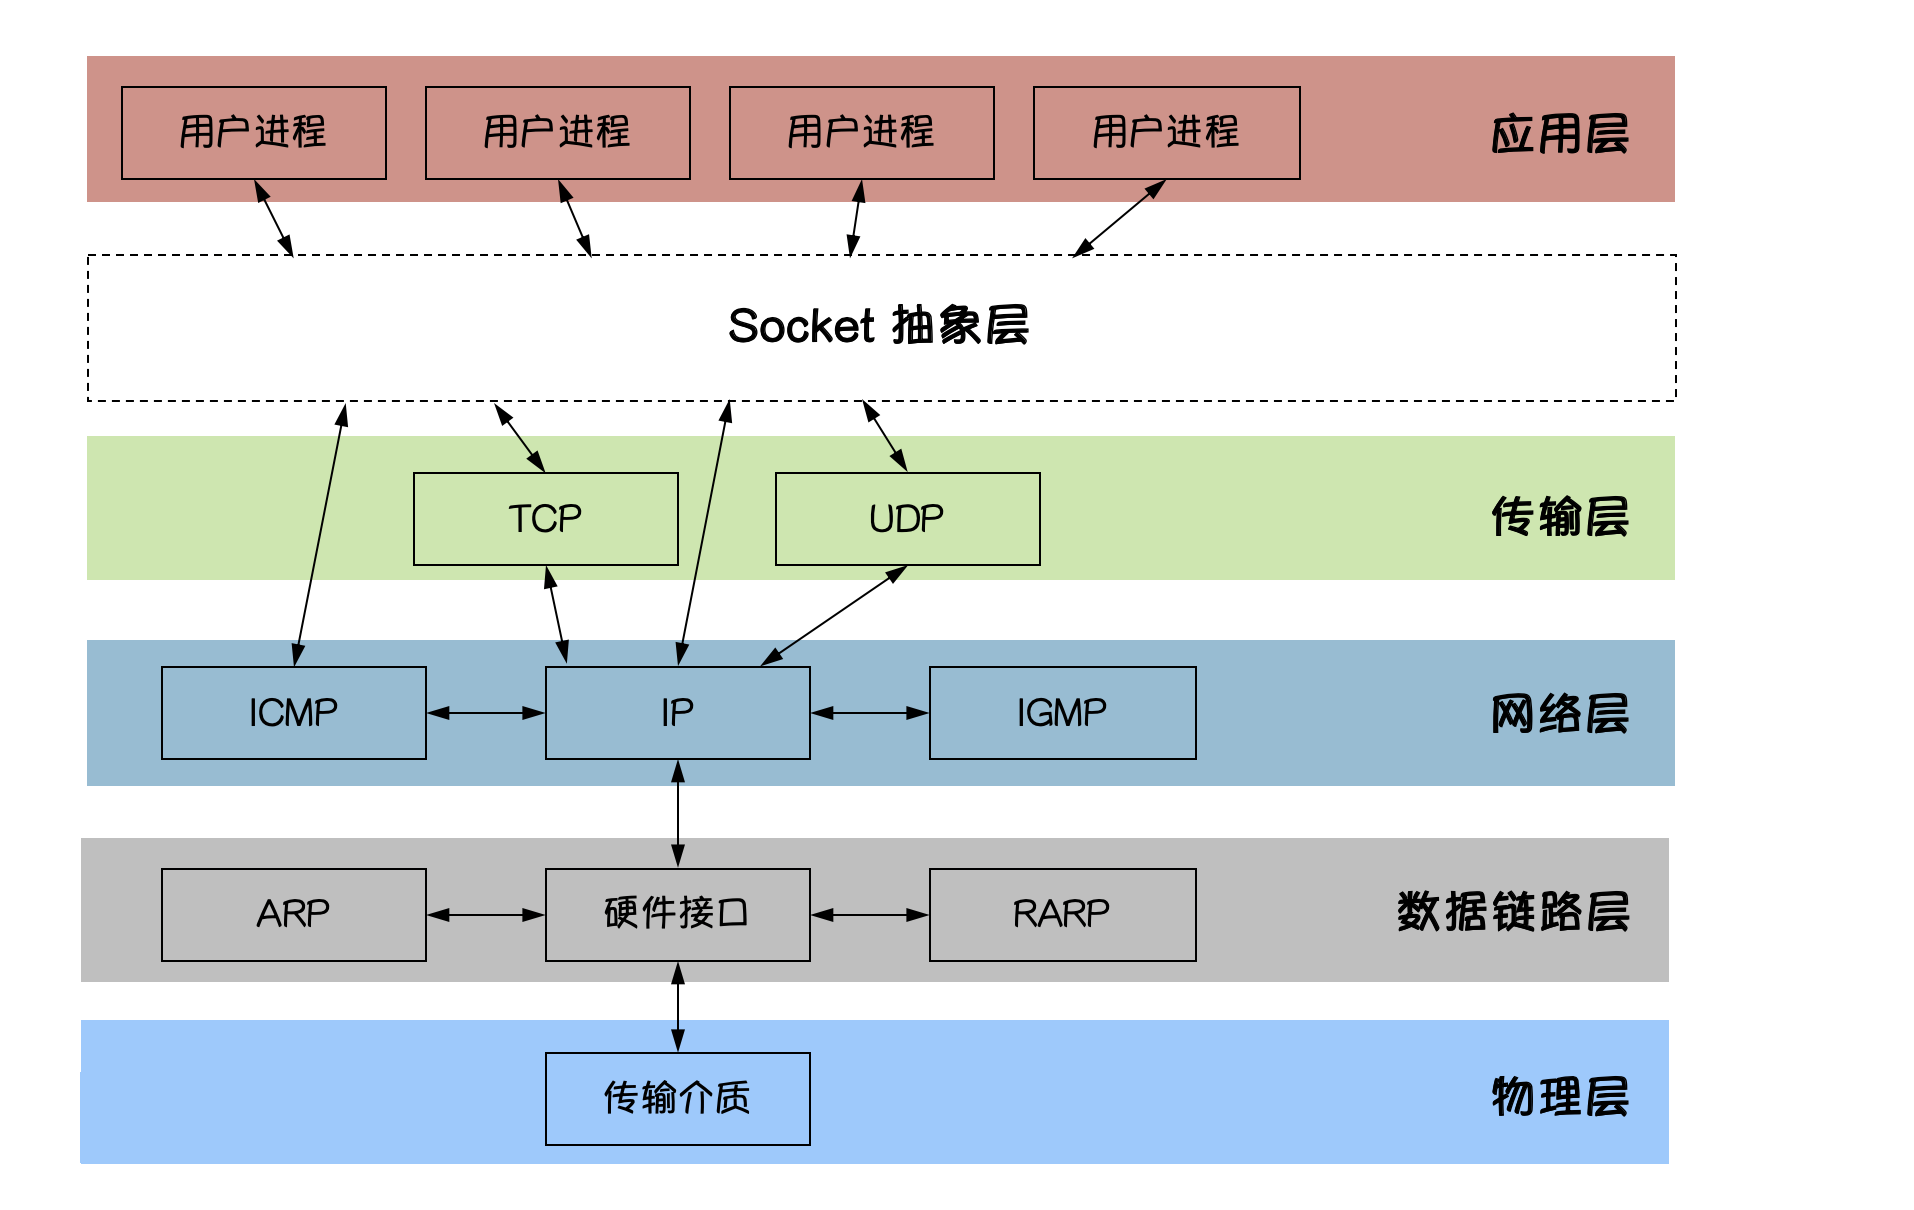 用户进程 用户进程 用户进程 用户进程 应用层
Socket 抽象层
TCP UDP 传输层
ICMP IP IGMP 网络层
ARP 硬件接口 RARP 数据链路层
传输介质 物理层